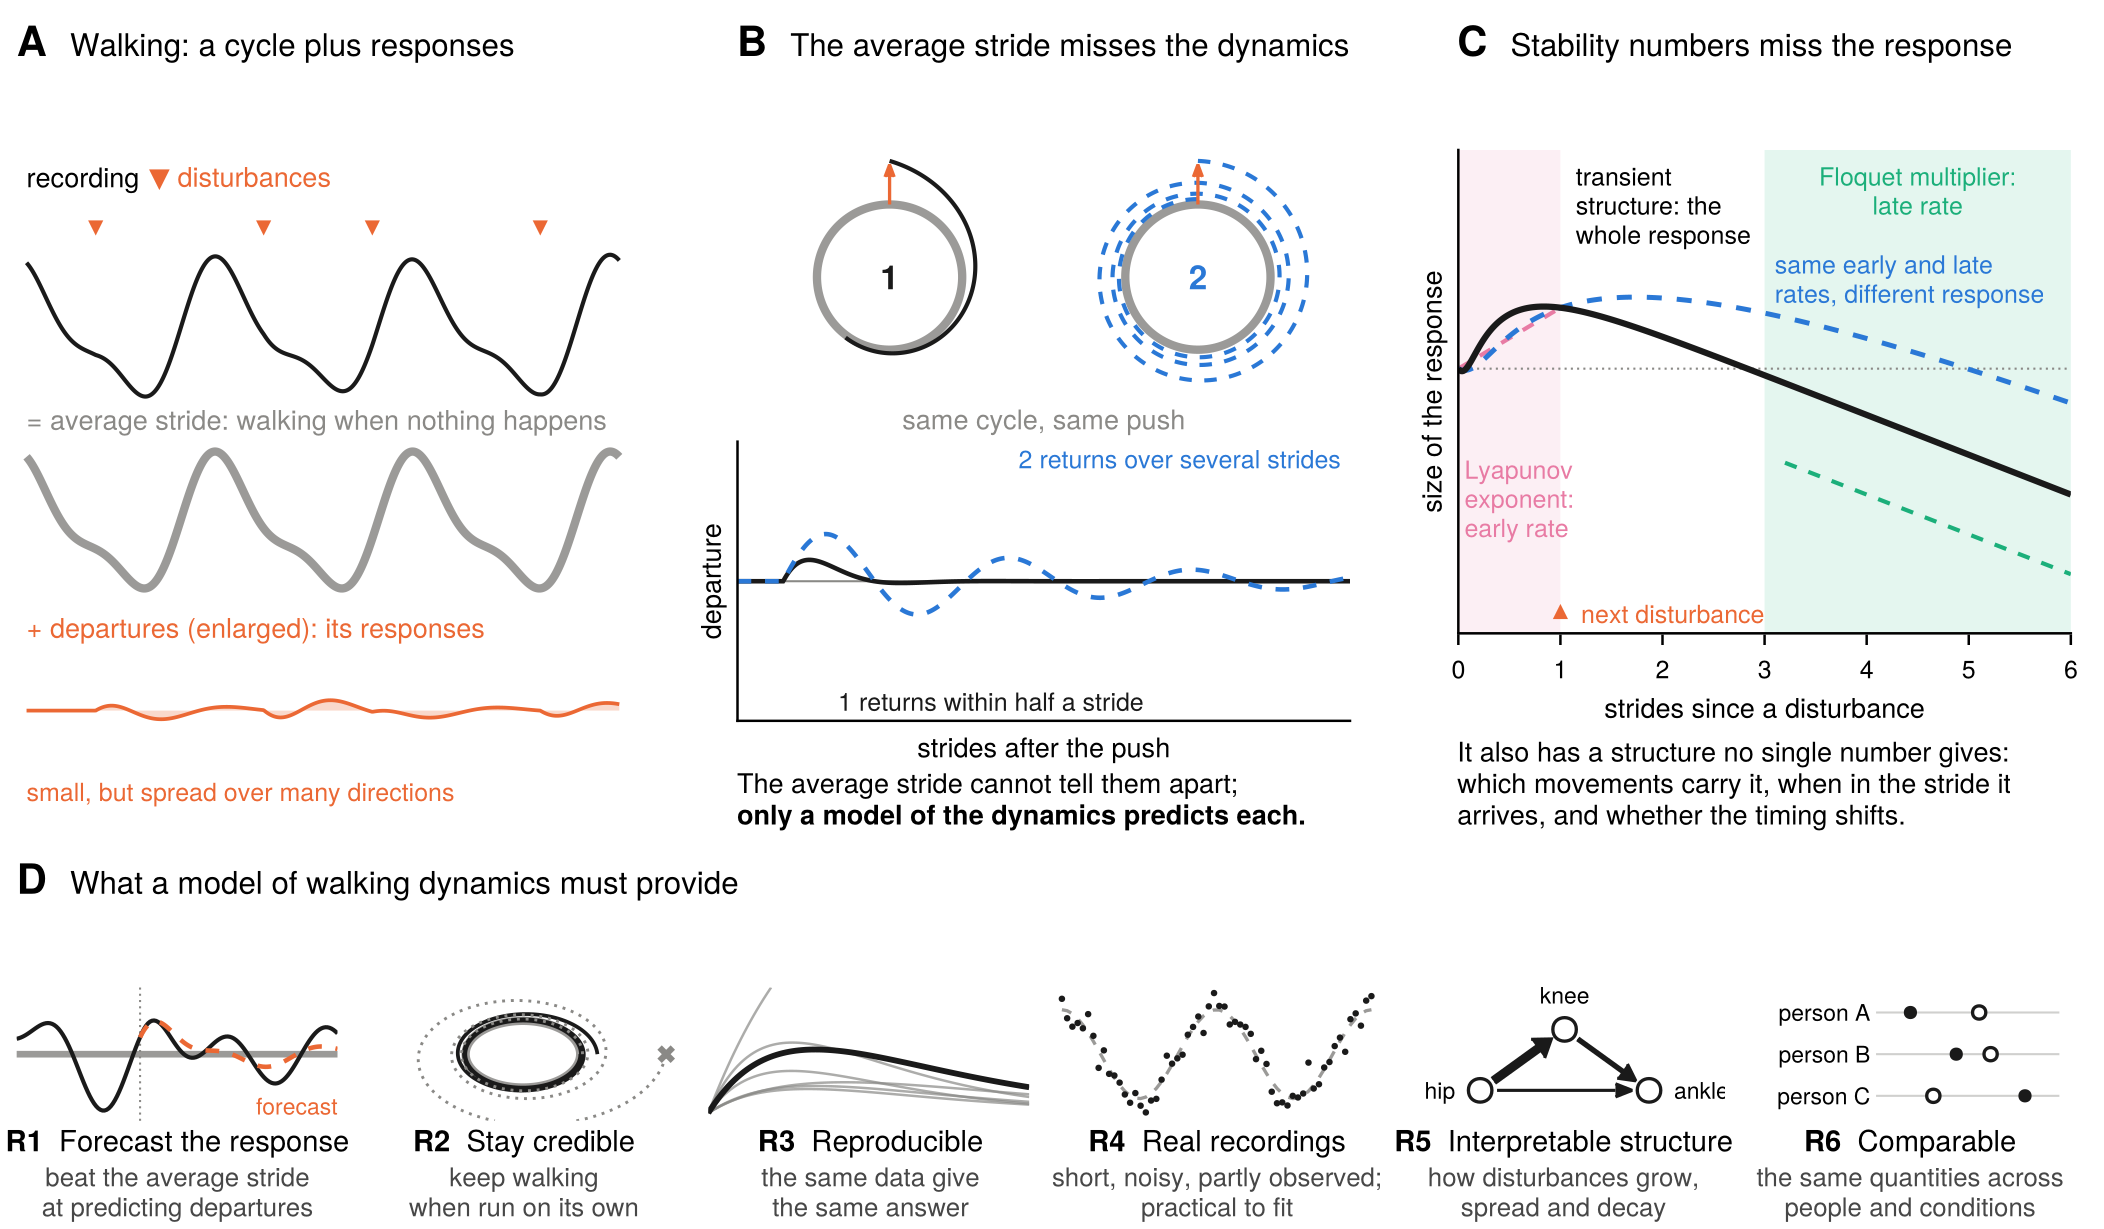 A Walking: a cycle plus responses
recording ▼ disturbances
= average stride: walking when nothing happens
+ departures (enlarged): its responses
small, but spread over many directions
B The average stride misses the dynamics
1
2
same cycle, same push
2 returns over several strides
departure
1 returns within half a stride
strides after the push
The average stride cannot tell them apart;
only a model of the dynamics predicts each.
C Stability numbers miss the response
transient
structure: the
whole response
Floquet multiplier:
late rate
same early and late
rates, different response
size of the response
Lyapunov
exponent:
early rate
next disturbance
0 1 2 3 4 5 6
strides since a disturbance
It also has a structure no single number gives:
which movements carry it, when in the stride it
arrives, and whether the timing shifts.
D What a model of walking dynamics must provide
forecast
R1 Forecast the response
beat the average stride
at predicting departures
R2 Stay credible
keep walking
when run on its own
R3 Reproducible
the same data give
the same answer
R4 Real recordings
short, noisy, partly observed;
practical to fit
knee
hip
ankle
R5 Interpretable structure
how disturbances grow,
spread and decay
person A
person B
person C
R6 Comparable
the same quantities across
people and conditions